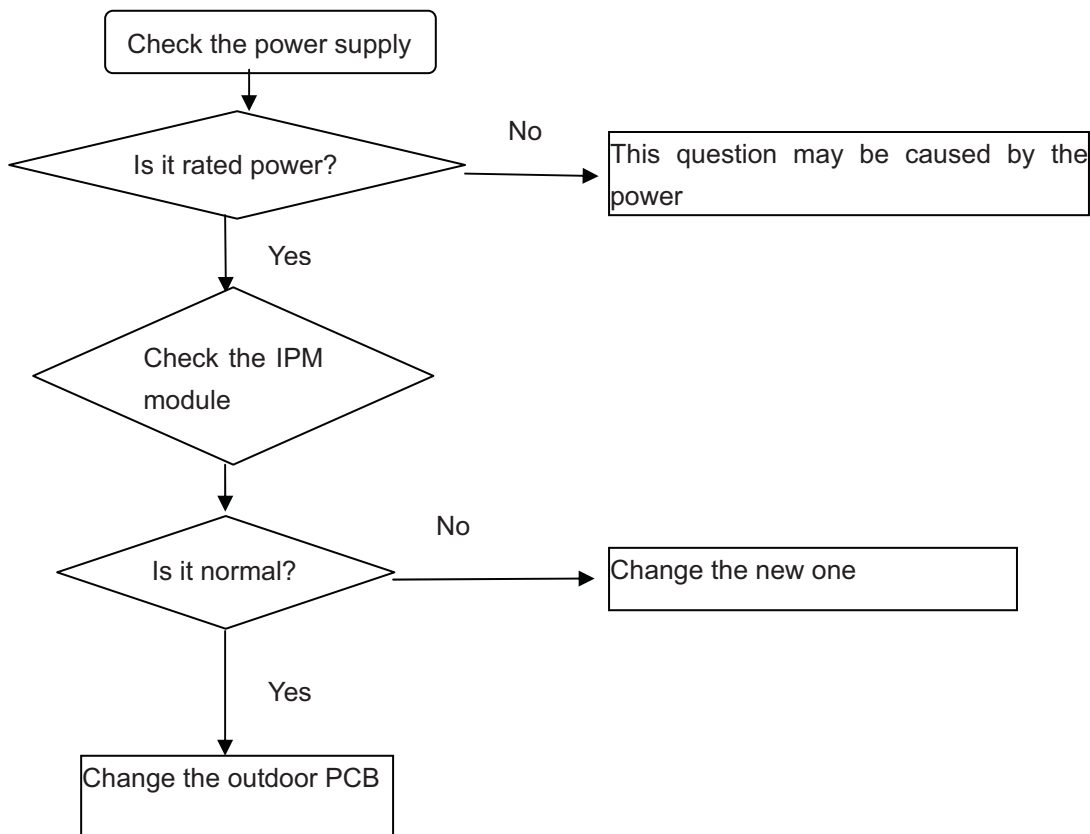 Check the power supply
No
Is it rated power?
This question may be caused by the
power
Yes
Check the IPM
module
No
Is it normal?
Change the new one
Yes
Change the outdoor PCB